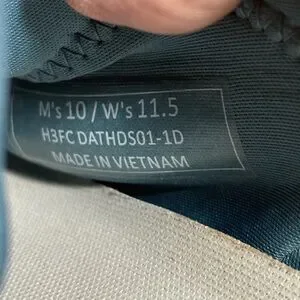 M's 10 / W's 11.5
H3FC DATHDS01-1D
MADE IN VIETNAM